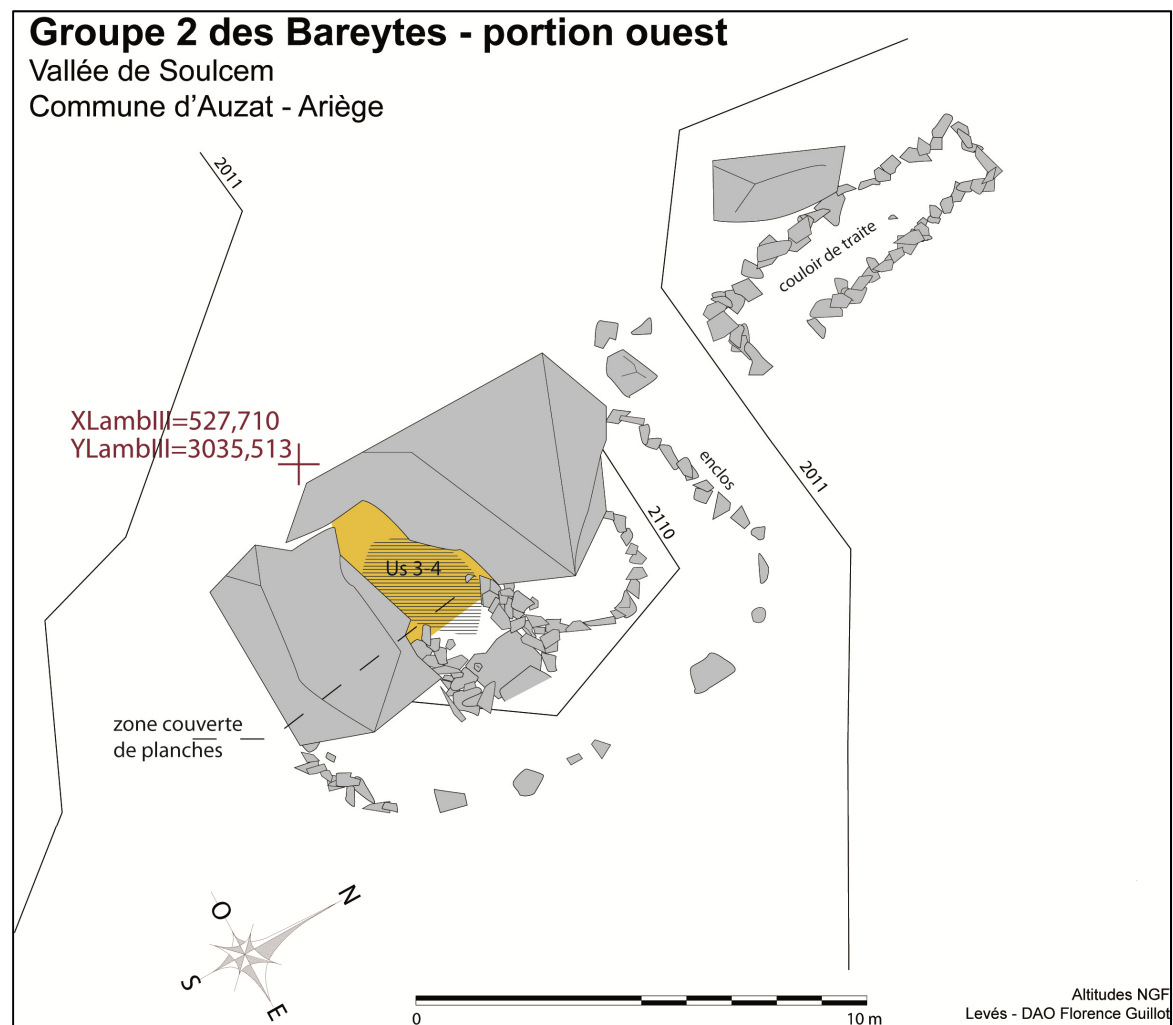 Groupe 2 des Bareytes - portion ouest
Vallée de Soulcem
Commune d'Auzat - Ariège
2011
couloir de traite
XLambIII=527,710
YLambIII=3035,513
enclos
2011
2110
Us 3-4
zone couverte
de planches
N
O
S
E
0
10 m
Altitudes NGF
Levés - DAO Florence Guillot